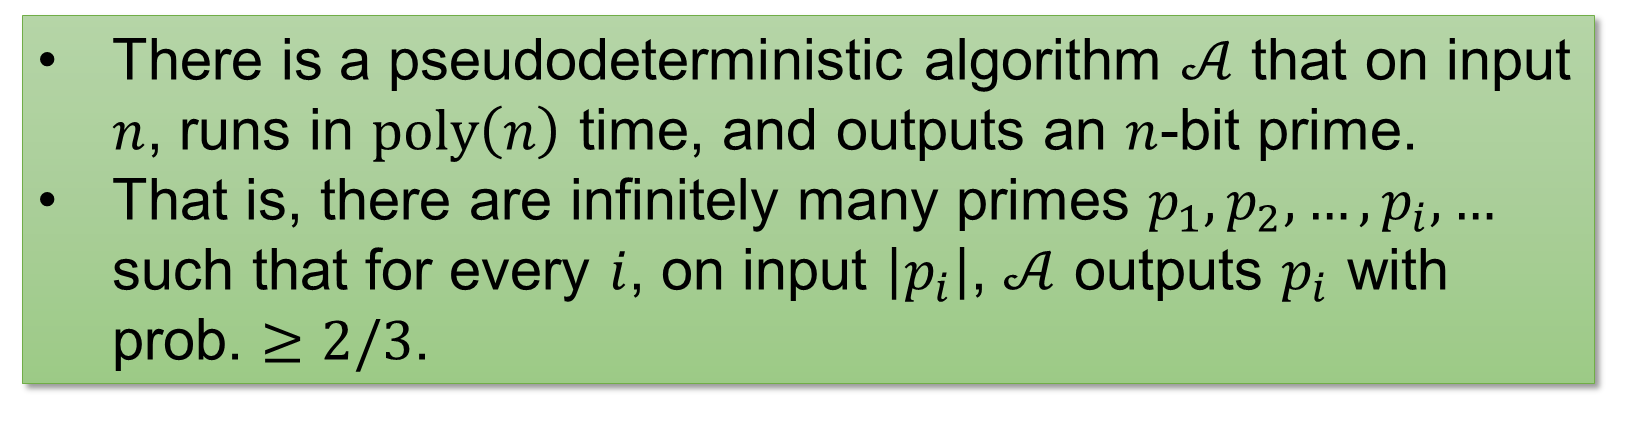 • There is a pseudodeterministic algorithm 𝒜 that on input
𝑛, runs in poly(𝑛) time, and outputs an 𝑛-bit prime.
• That is, there are infinitely many primes 𝑝₁, 𝑝₂, … , 𝑝ᵢ, …
such that for every 𝑖, on input |𝑝ᵢ|, 𝒜 outputs 𝑝ᵢ with
prob. ≥ 2/3.